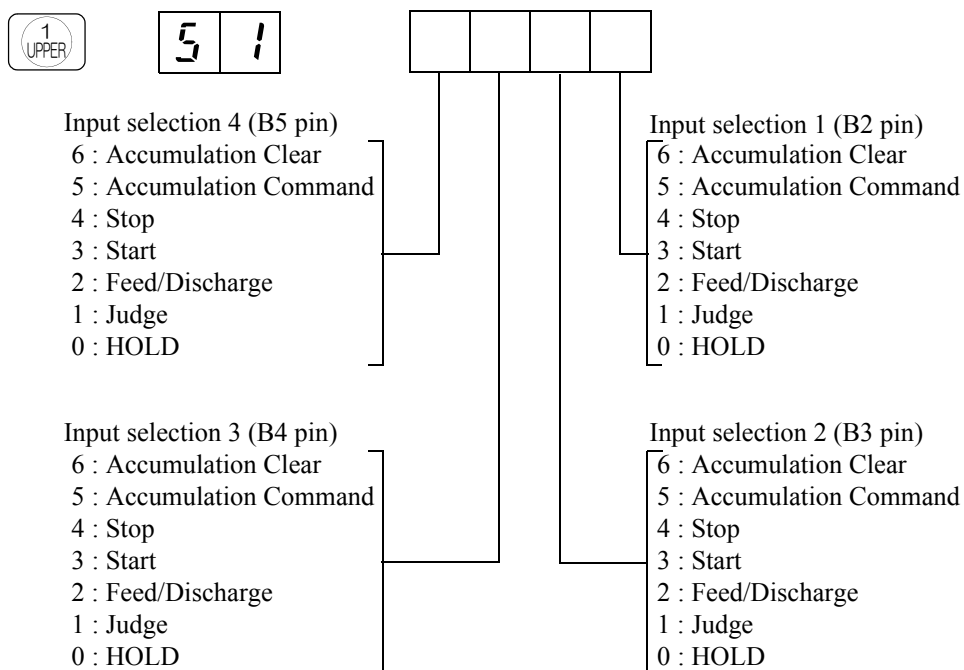 1
UPPER
5 1
Input selection 4 (B5 pin)
6 : Accumulation Clear
5 : Accumulation Command
4 : Stop
3 : Start
2 : Feed/Discharge
1 : Judge
0 : HOLD
Input selection 1 (B2 pin)
6 : Accumulation Clear
5 : Accumulation Command
4 : Stop
3 : Start
2 : Feed/Discharge
1 : Judge
0 : HOLD
Input selection 3 (B4 pin)
6 : Accumulation Clear
5 : Accumulation Command
4 : Stop
3 : Start
2 : Feed/Discharge
1 : Judge
0 : HOLD
Input selection 2 (B3 pin)
6 : Accumulation Clear
5 : Accumulation Command
4 : Stop
3 : Start
2 : Feed/Discharge
1 : Judge
0 : HOLD